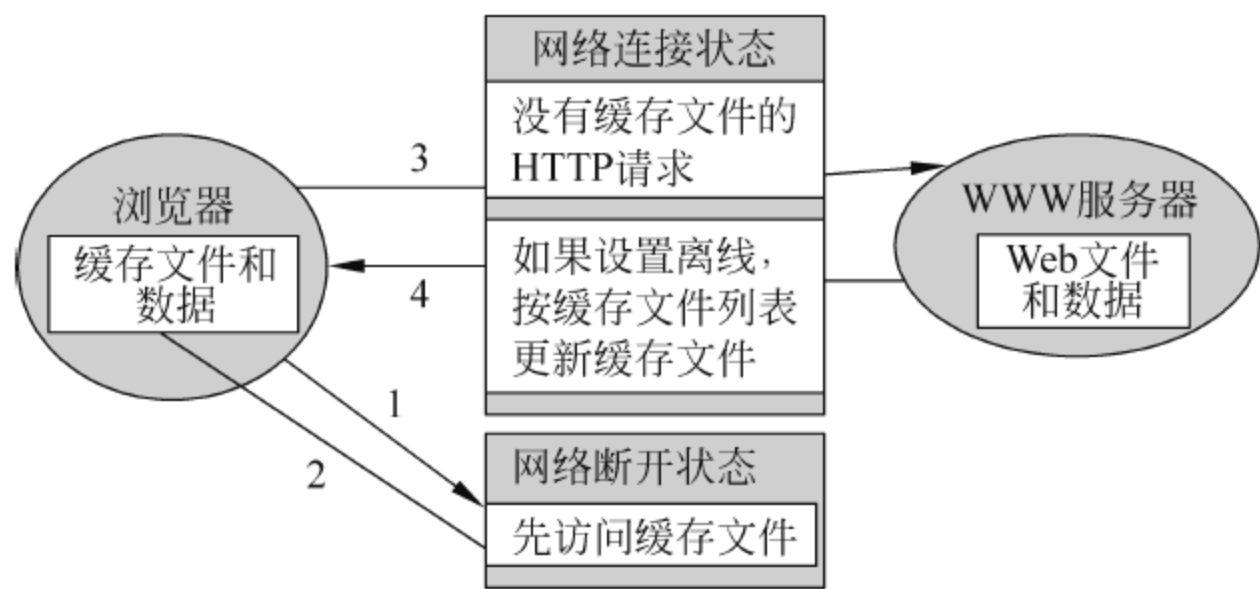 网络连接状态
没有缓存文件的
HTTP请求
3
浏览器
缓存文件和
数据
WWW服务器
Web文件
和数据
4
如果设置离线，
按缓存文件列表
更新缓存文件
1
2
网络断开状态
先访问缓存文件